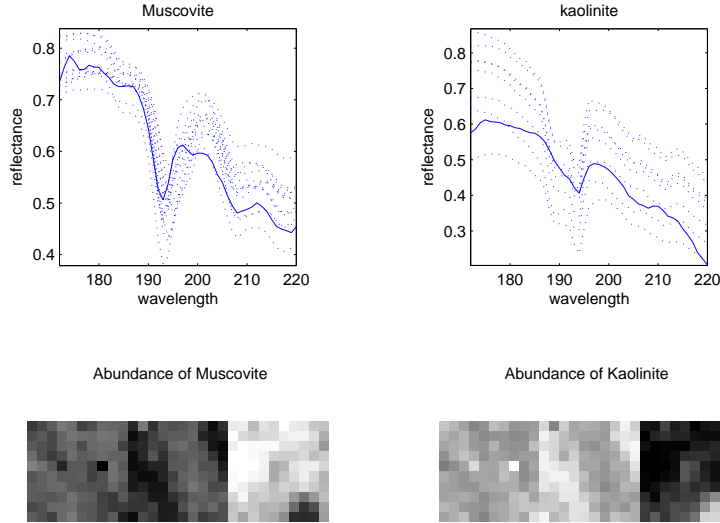 Muscovite
0.8
0.7
0.6
0.5
0.4
reflectance
180 190 200 210 220
wavelength
kaolinite
0.8
0.7
0.6
0.5
0.4
0.3
reflectance
180 190 200 210 220
wavelength
Abundance of Muscovite
Abundance of Kaolinite